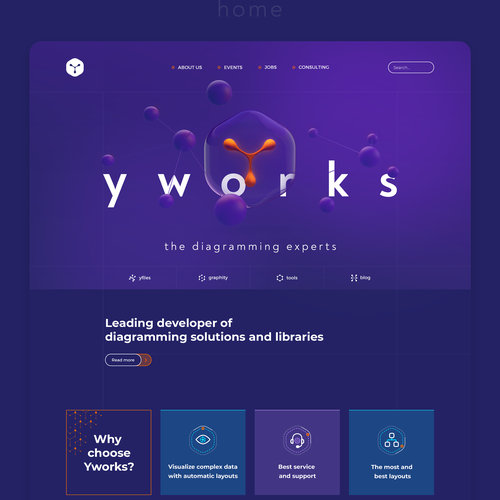 home
ABOUT US
EVENTS
JOBS
CONSULTING
Search...
yworks
the diagramming experts
yfiles
graphity
tools
blog
Leading developer of
diagramming solutions and libraries
Read more
Why
choose
Yworks?
Visualize complex data
with automatic layouts
Best service
and support
The most and
best layouts